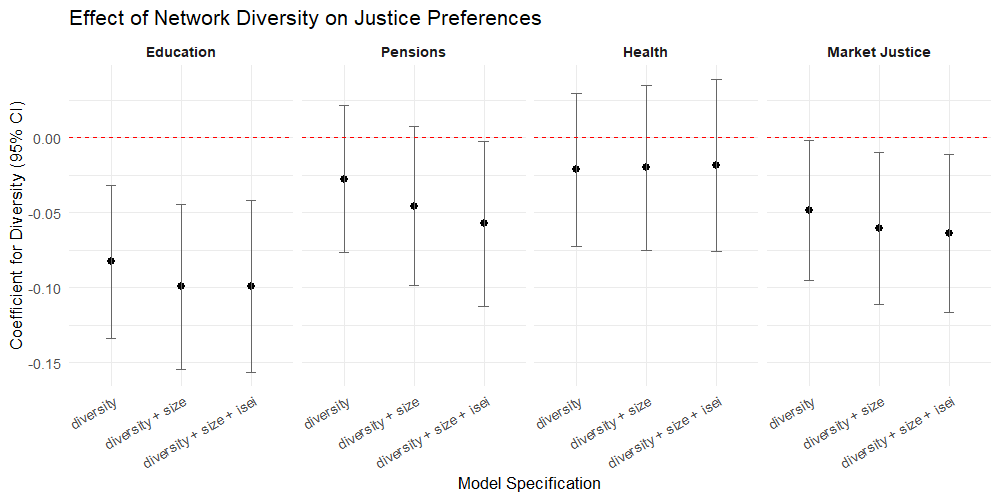 Effect of Network Diversity on Justice Preferences
Education
Pensions
Health
Market Justice
Coefficient for Diversity (95% CI)
0.00
-0.05
-0.10
-0.15
diversity
diversity + size
diversity + size + isei
diversity
diversity + size
diversity + size + isei
diversity
diversity + size
diversity + size + isei
diversity
diversity + size
diversity + size + isei
Model Specification